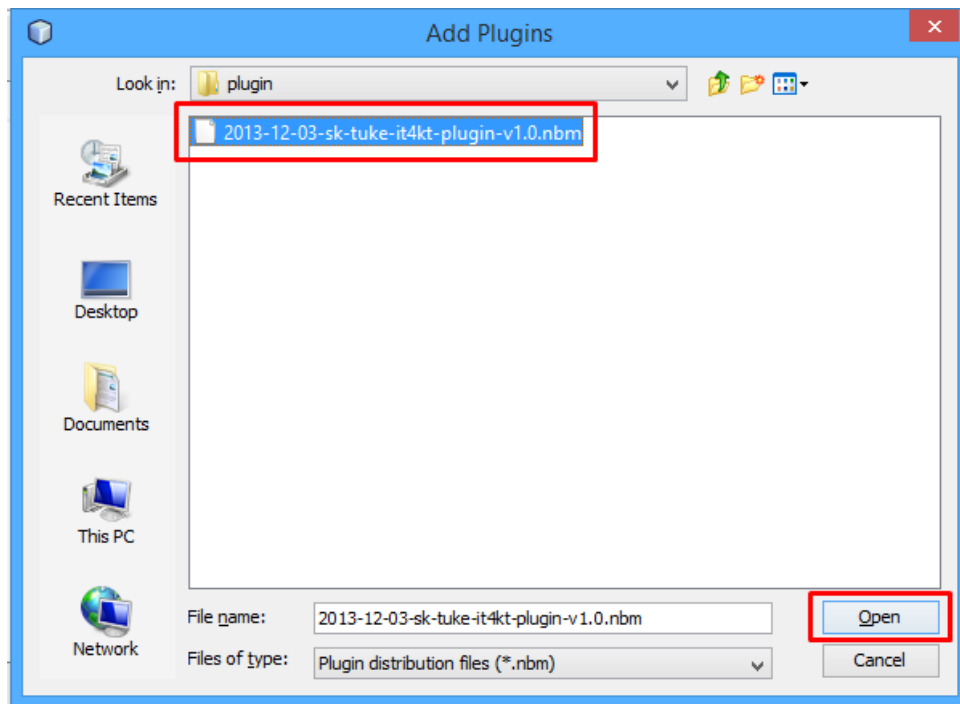 Add Plugins
Look in: plugin
2013-12-03-sk-tuke-it4kt-plugin-v1.0.nbm
Recent Items
Desktop
Documents
This PC
Network
File name: 2013-12-03-sk-tuke-it4kt-plugin-v1.0.nbm
Open
Files of type: Plugin distribution files (*.nbm)
Cancel